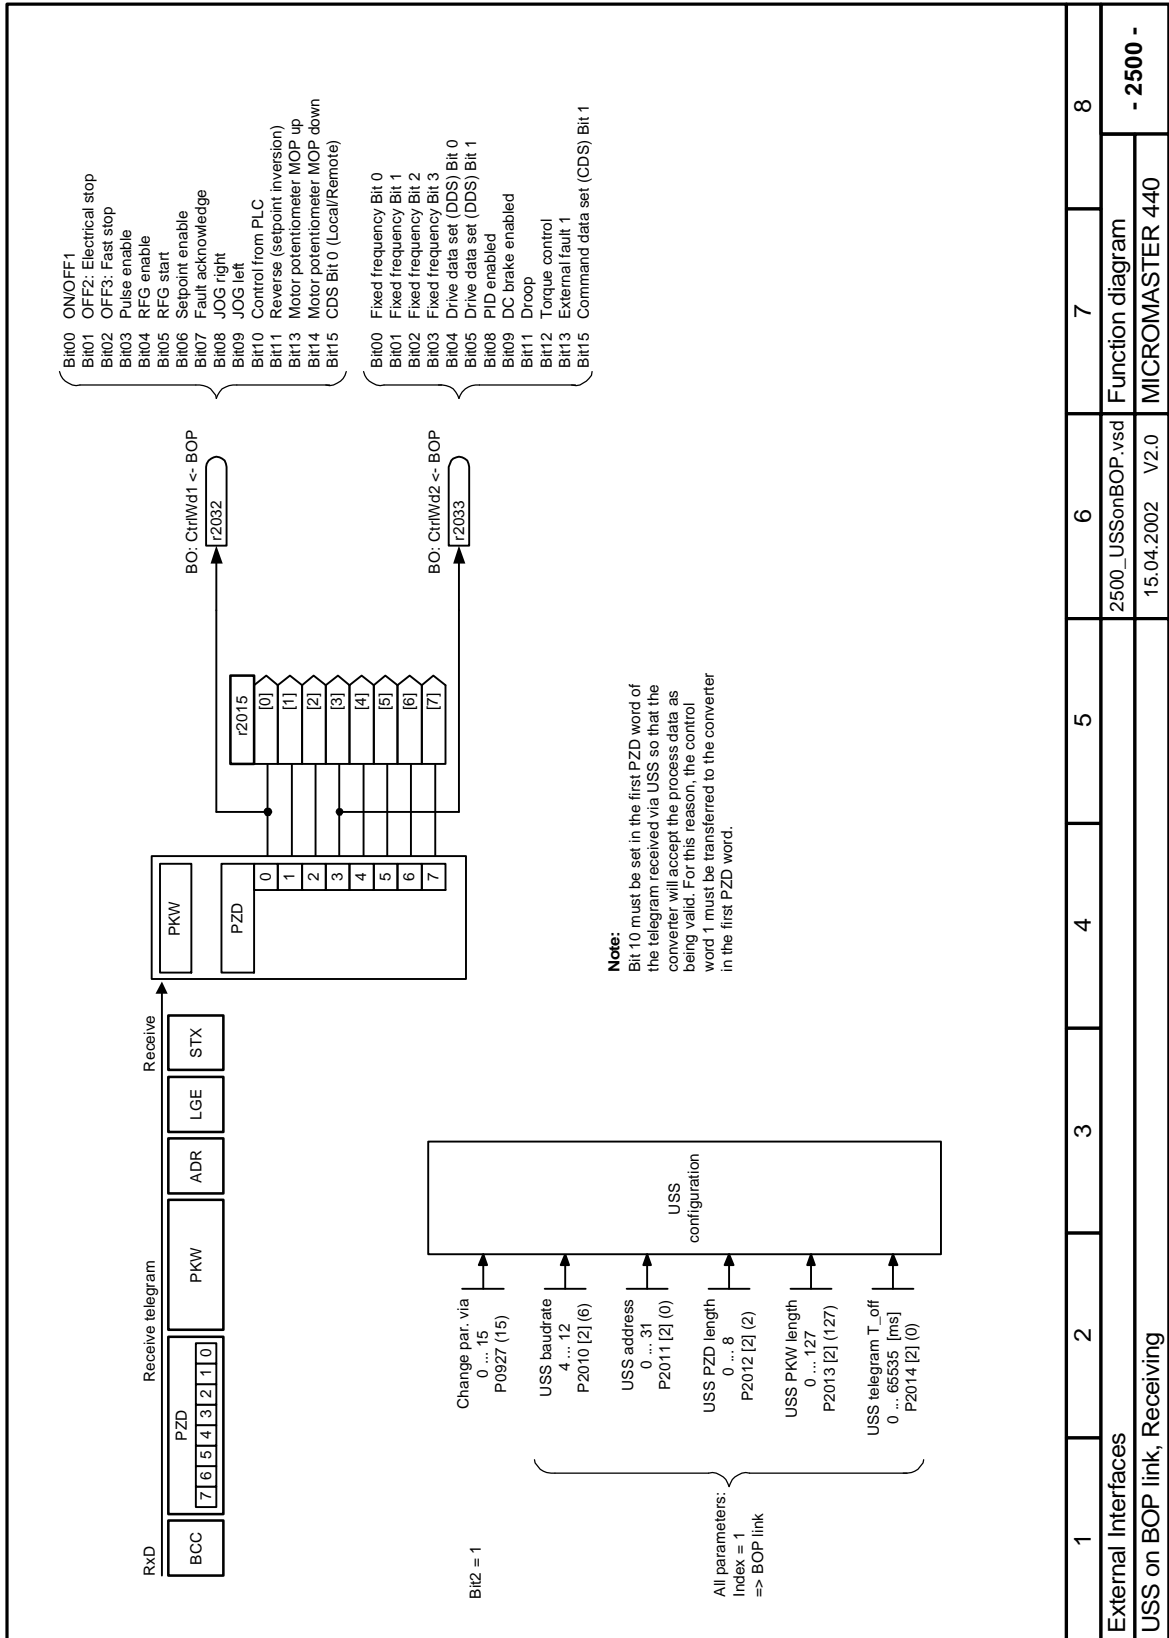 RxD
Receive telegram
Receive
BCC
PZD
7 6 5 4 3 2 1 0
PKW
ADR
LGE
STX
PKW
PZD
0
1
2
3
4
5
6
7
r2015
[0]
[1]
[2]
[3]
[4]
[5]
[6]
[7]
BO: CtrlWd1 <- BOP
r2032
BO: CtrlWd2 <- BOP
r2033
Bit00 ON/OFF1
Bit01 OFF2: Electrical stop
Bit02 OFF3: Fast stop
Bit03 Pulse enable
Bit04 RFG enable
Bit05 RFG start
Bit06 Setpoint enable
Bit07 Fault acknowledge
Bit08 JOG right
Bit09 JOG left
Bit10 Control from PLC
Bit11 Reverse (setpoint inversion)
Bit13 Motor potentiometer MOP up
Bit14 Motor potentiometer MOP down
Bit15 CDS Bit 0 (Local/Remote)
Bit00 Fixed frequency Bit 0
Bit01 Fixed frequency Bit 1
Bit02 Fixed frequency Bit 2
Bit03 Fixed frequency Bit 3
Bit04 Drive data set (DDS) Bit 0
Bit05 Drive data set (DDS) Bit 1
Bit08 PID enabled
Bit09 DC brake enabled
Bit11 Droop
Bit12 Torque control
Bit13 External fault 1
Bit15 Command data set (CDS) Bit 1
Bit2 = 1
Change par. via
0 ... 15
P0927 (15)
USS baudrate
4 ... 12
P2010 [2] (6)
USS address
0 ... 31
P2011 [2] (0)
USS PZD length
0 ... 8
P2012 [2] (2)
USS PKW length
0 ... 127
P2013 [2] (127)
USS telegram T_off
0 ... 65535 [ms]
P2014 [2] (0)
All parameters:
Index = 1
=> BOP link
USS
configuration
Note:
Bit 10 must be set in the first PZD word of
the telegram received via USS so that the
converter will accept the process data as
being valid. For this reason, the control
word 1 must be transferred to the converter
in the first PZD word.
1 2 3 4 5 6 7 8
External Interfaces
2500_USSonBOP.vsd
Function diagram
- 2500 -
USS on BOP link, Receiving
15.04.2002 V2.0
MICROMASTER 440